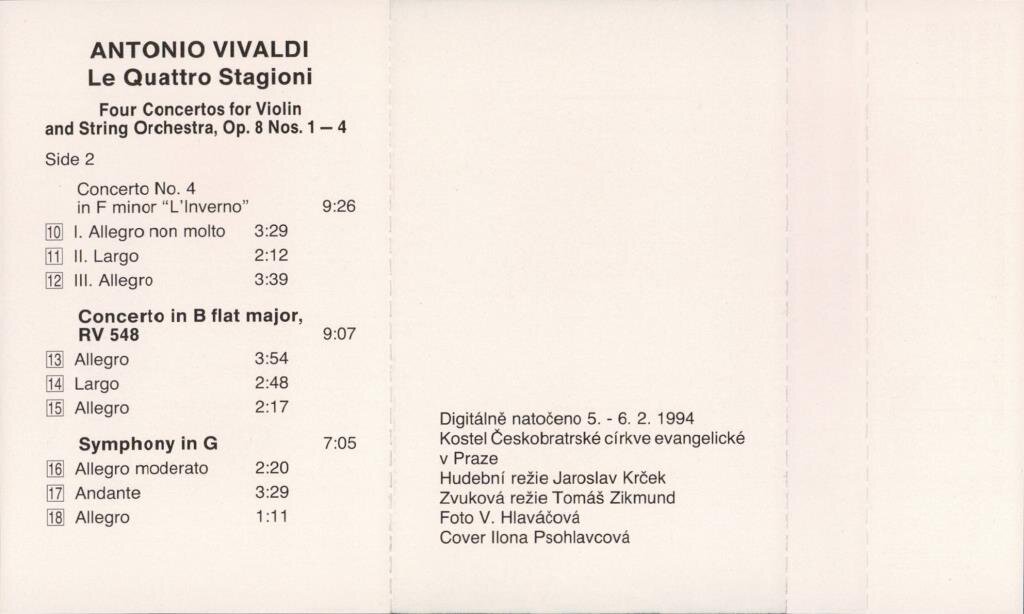 ANTONIO VIVALDI
Le Quattro Stagioni
Four Concertos for Violin
and String Orchestra, Op. 8 Nos. 1 – 4
Side 2
Concerto No. 4
in F minor "L'Inverno" 9:26
10 I. Allegro non molto 3:29
11 II. Largo 2:12
12 III. Allegro 3:39
Concerto in B flat major,
RV 548 9:07
13 Allegro 3:54
14 Largo 2:48
15 Allegro 2:17
Symphony in G 7:05
16 Allegro moderato 2:20
17 Andante 3:29
18 Allegro 1:11
Digitálně natočeno 5. - 6. 2. 1994
Kostel Českobratrské církve evangelické
v Praze
Hudební režie Jaroslav Krček
Zvuková režie Tomáš Zikmund
Foto V. Hlaváčová
Cover Ilona Psohlavcová